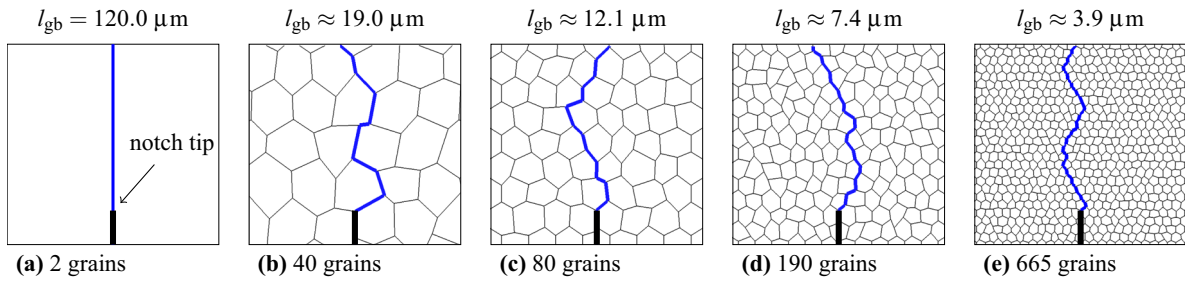 l_gb = 120.0 µm
l_gb ≈ 19.0 µm
l_gb ≈ 12.1 µm
l_gb ≈ 7.4 µm
l_gb ≈ 3.9 µm
notch tip
(a) 2 grains
(b) 40 grains
(c) 80 grains
(d) 190 grains
(e) 665 grains